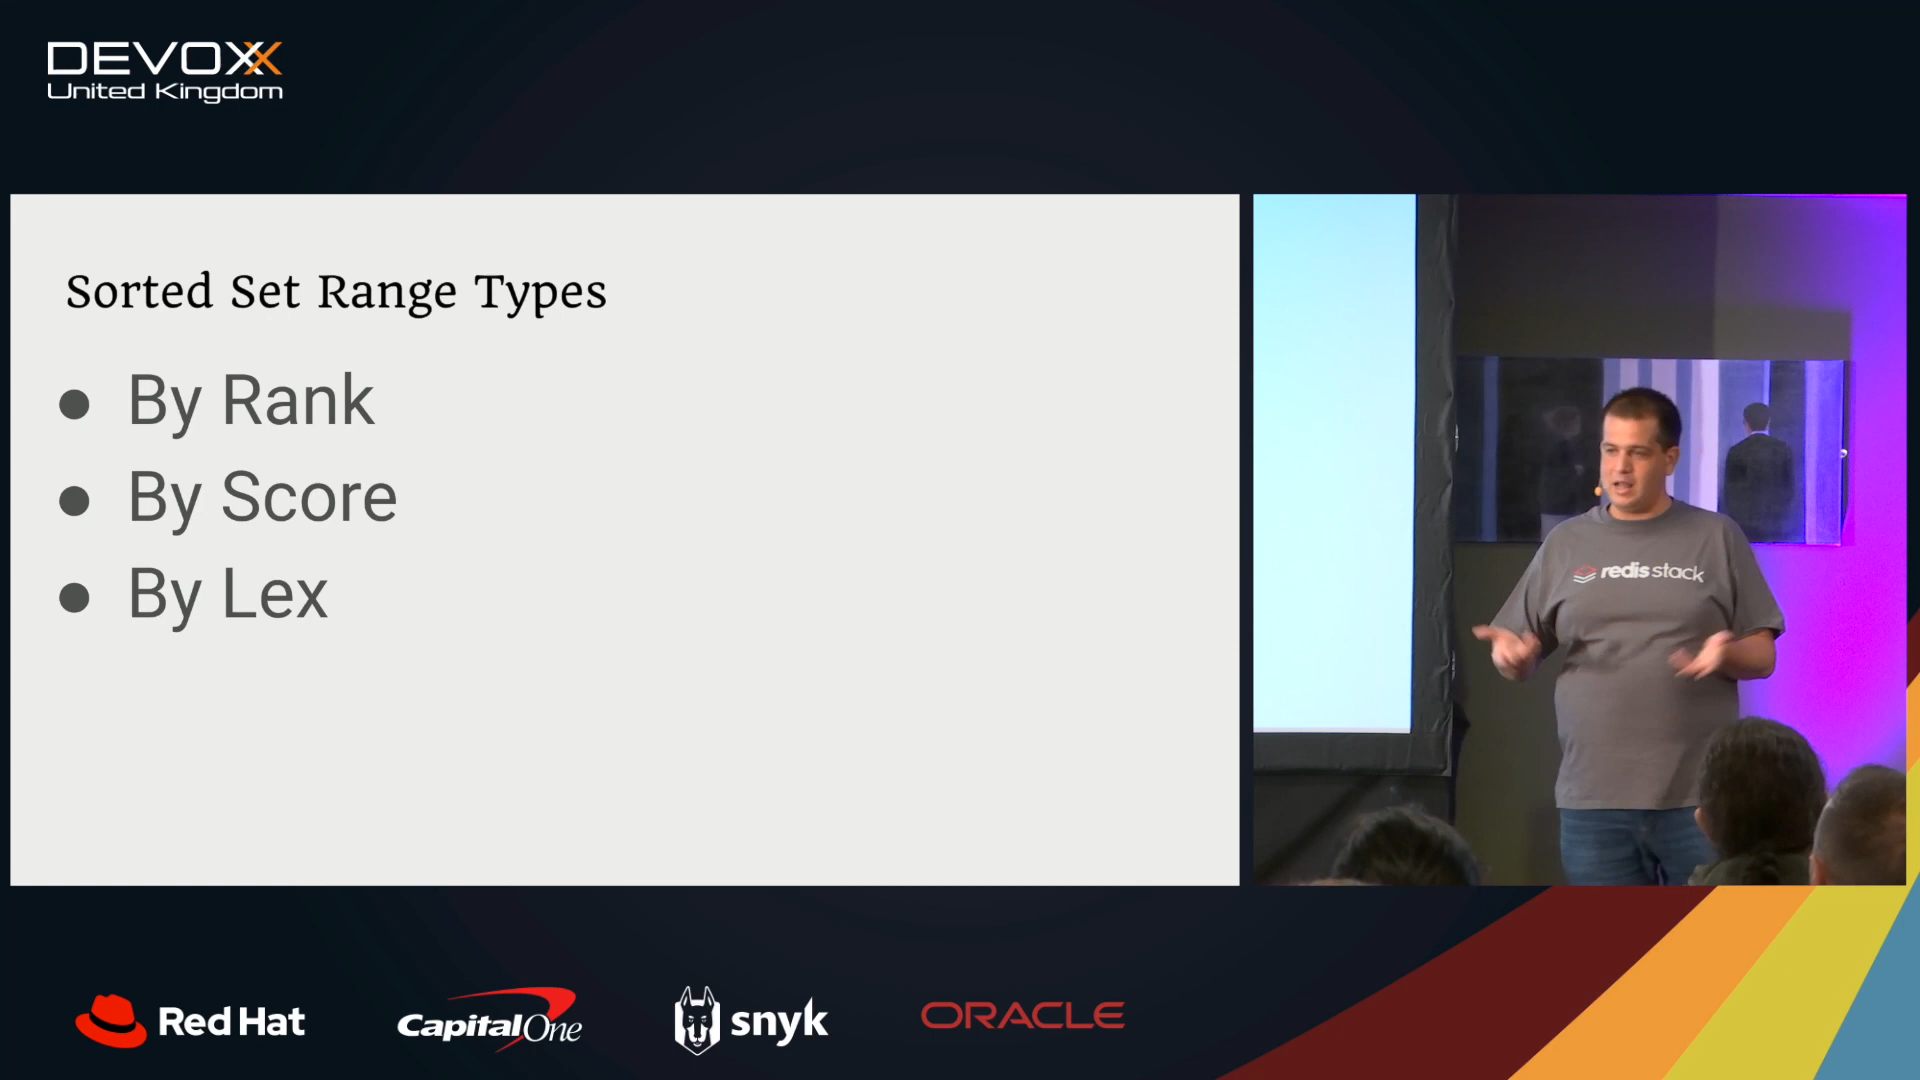 DEVOXX
United Kingdom
Sorted Set Range Types
● By Rank
● By Score
● By Lex
redis stack
Red Hat
Capital One
snyk
ORACLE